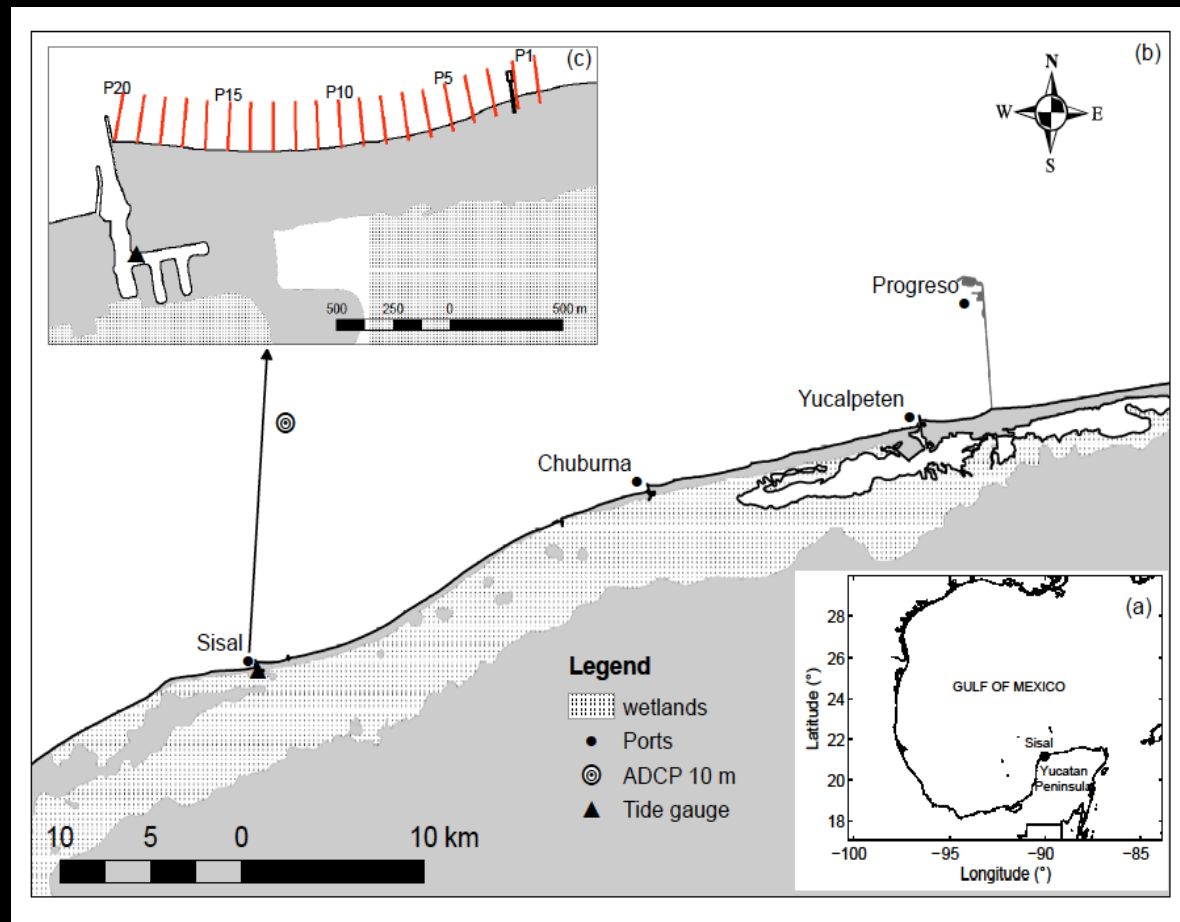 (c)
P20
P15
P10
P5
P1
500 250 0 500 m
(b)
N
W E
S
Progreso
Yucalpeten
Chuburna
Sisal
Legend
wetlands
Ports
ADCP 10 m
Tide gauge
10 5 0 10 km
(a)
28
26
24
22
20
18
Latitude (°)
GULF OF MEXICO
Sisal
Yucatan
Peninsula
−100 −95 −90 −85
Longitude (°)